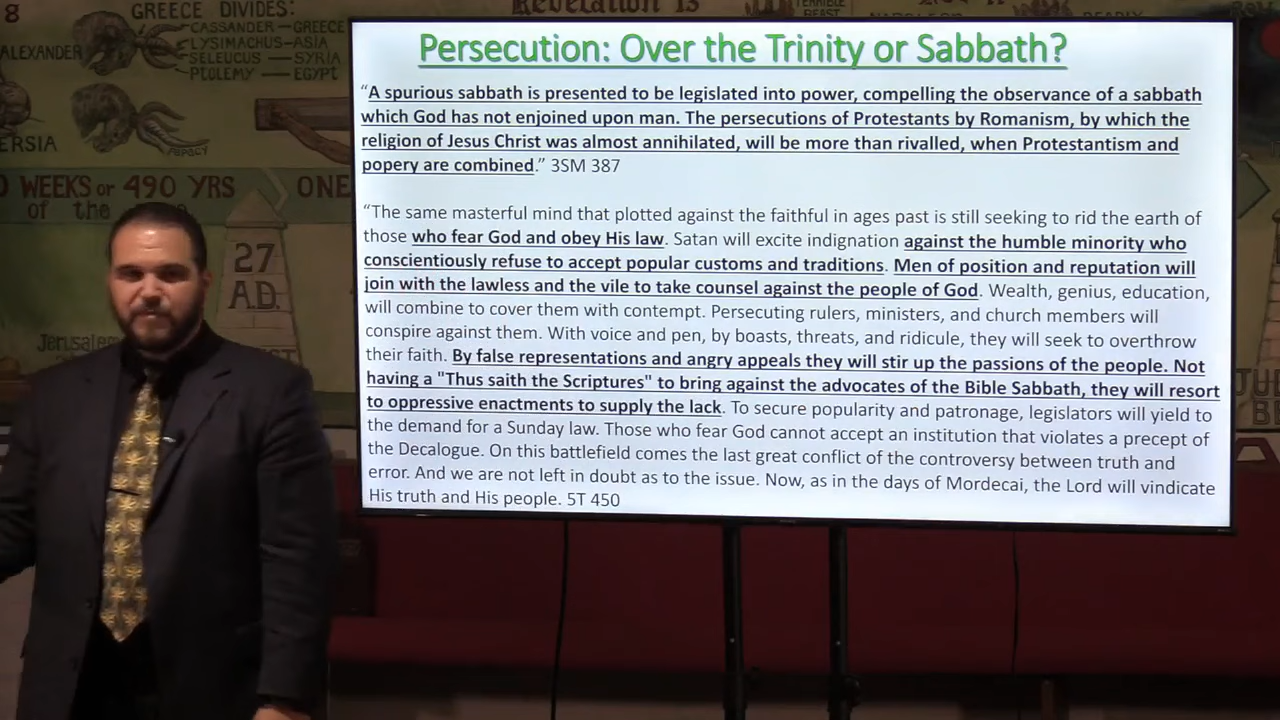 8
GREECE DIVIDES:
CASSANDER — GREECE
LYSIMACHUS — ASIA
SELEUCUS — SYRIA
PTOLEMY — EGYPT
ALEXANDER
ERSIA
PAPACY
0 WEEKS or 490 YRS
of the
ONE
27
A.D.
Jerusalem
Revelation 13
TERRIBLE
BEAST
DEADLY
Persecution: Over the Trinity or Sabbath?
“A spurious sabbath is presented to be legislated into power, compelling the observance of a sabbath
which God has not enjoined upon man. The persecutions of Protestants by Romanism, by which the
religion of Jesus Christ was almost annihilated, will be more than rivalled, when Protestantism and
popery are combined.” 3SM 387
“The same masterful mind that plotted against the faithful in ages past is still seeking to rid the earth of
those who fear God and obey His law. Satan will excite indignation against the humble minority who
conscientiously refuse to accept popular customs and traditions. Men of position and reputation will
join with the lawless and the vile to take counsel against the people of God. Wealth, genius, education,
will combine to cover them with contempt. Persecuting rulers, ministers, and church members will
conspire against them. With voice and pen, by boasts, threats, and ridicule, they will seek to overthrow
their faith. By false representations and angry appeals they will stir up the passions of the people. Not
having a "Thus saith the Scriptures" to bring against the advocates of the Bible Sabbath, they will resort
to oppressive enactments to supply the lack. To secure popularity and patronage, legislators will yield to
the demand for a Sunday law. Those who fear God cannot accept an institution that violates a precept of
the Decalogue. On this battlefield comes the last great conflict of the controversy between truth and
error. And we are not left in doubt as to the issue. Now, as in the days of Mordecai, the Lord will vindicate
His truth and His people. 5T 450